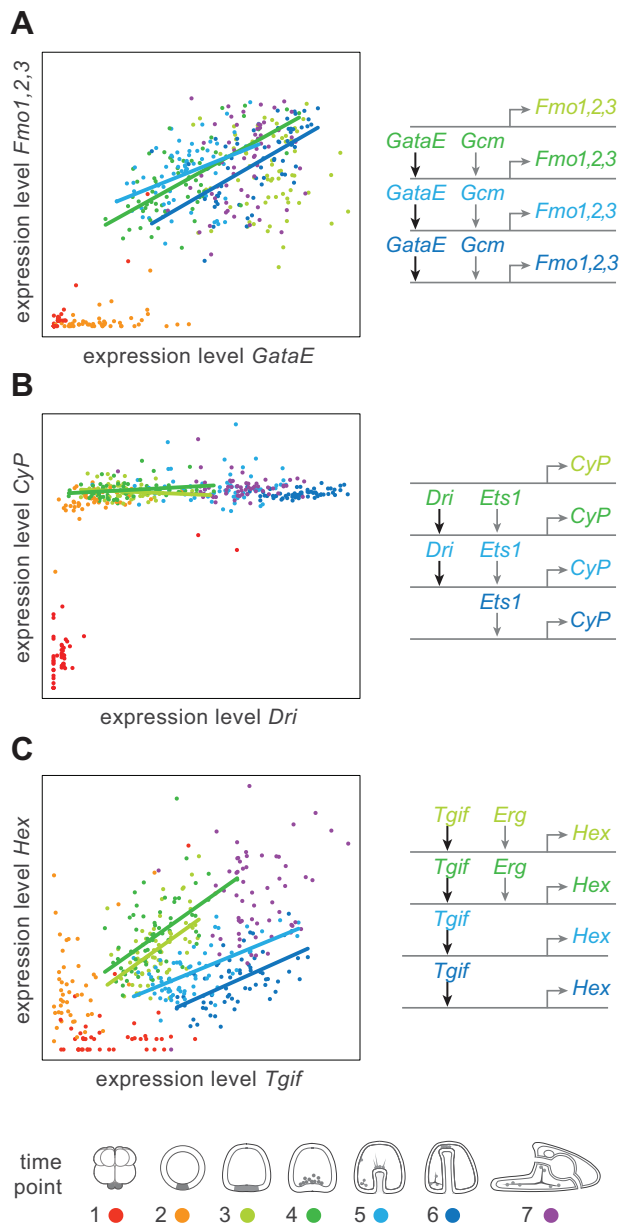 A
expression level Fmo1,2,3
expression level GataE
Fmo1,2,3
GataE Gcm
Fmo1,2,3
GataE Gcm
Fmo1,2,3
GataE Gcm
Fmo1,2,3
B
expression level CyP
expression level Dri
CyP
Dri Ets1
CyP
Dri Ets1
CyP
Ets1
CyP
C
expression level Hex
expression level Tgif
Tgif Erg
Hex
Tgif Erg
Hex
Tgif
Hex
Tgif
Hex
time
point
1 2 3 4 5 6 7